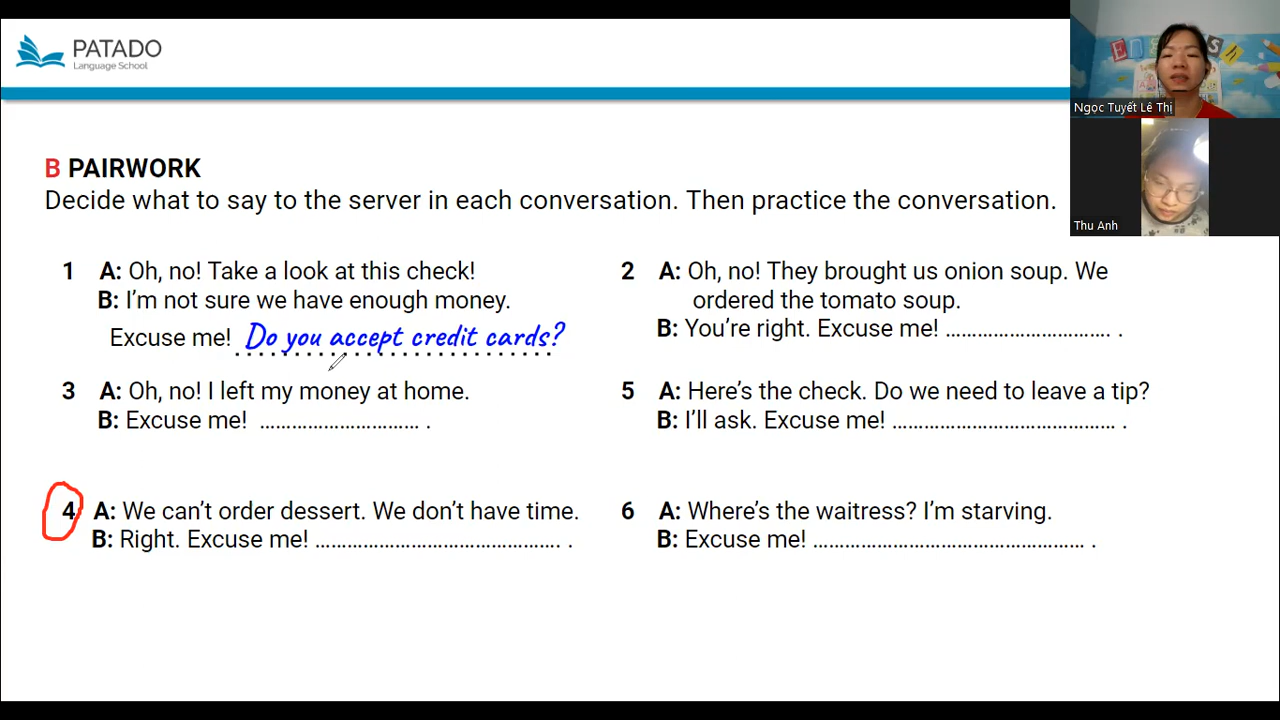 PATADO
Language School
Ngọc Tuyết Lê Thị
Thu Anh
B PAIRWORK
Decide what to say to the server in each conversation. Then practice the conversation.
1 A: Oh, no! Take a look at this check!
B: I'm not sure we have enough money.
Excuse me! Do you accept credit cards?
2 A: Oh, no! They brought us onion soup. We
ordered the tomato soup.
B: You're right. Excuse me! ................................ .
3 A: Oh, no! I left my money at home.
B: Excuse me! ................................ .
5 A: Here's the check. Do we need to leave a tip?
B: I'll ask. Excuse me! ................................ .
4 A: We can't order dessert. We don't have time.
B: Right. Excuse me! ................................ .
6 A: Where's the waitress? I'm starving.
B: Excuse me! ................................ .